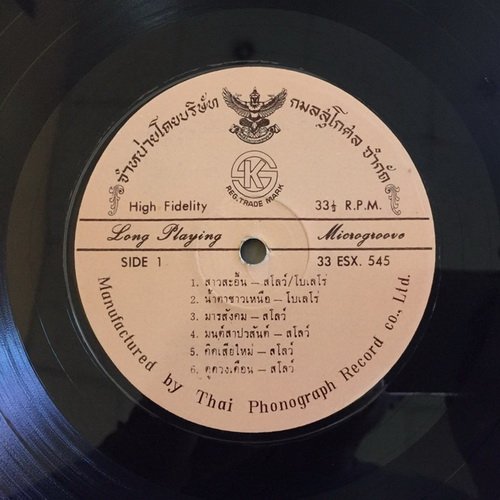 จำหน่ายโดยบริษัท กมลสุโกศล จำกัด
KS
REG. TRADE MARK
High Fidelity 33⅓ R.P.M.
Long Playing Microgroove
SIDE 1 33 ESX. 545
1. สาวสะอื้น – สโลว์/โบเลโร่
2. น้ำตาชาวเหนือ – โบเลโร่
3. มารสังคม – สโลว์
4. มนต์สาปวสันต์ – สโลว์
5. คิดเสียใหม่ – สโลว์
6. ดูดวงเดือน – สโลว์
Manufactured by Thai Phonograph Record co., Ltd.